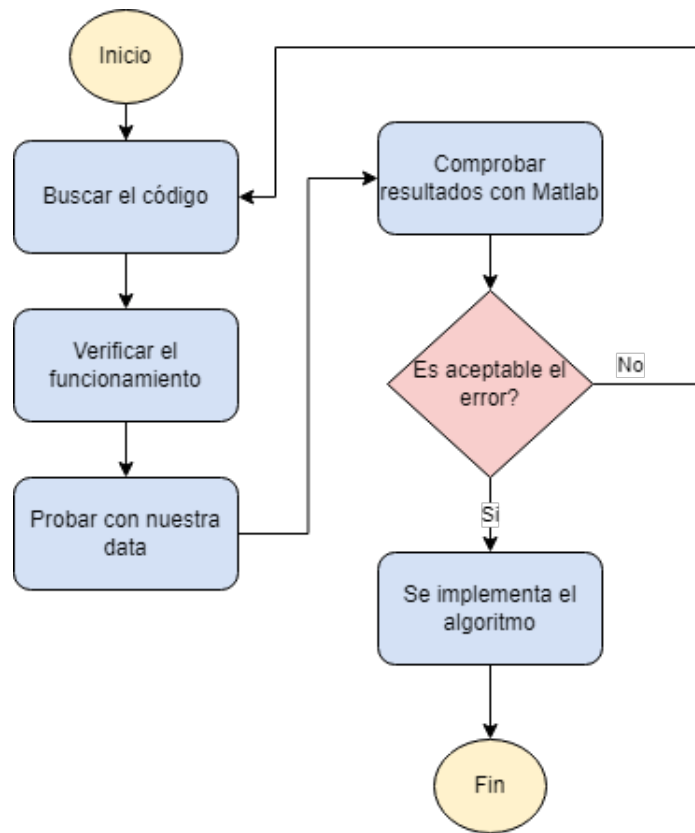 Inicio
Buscar el código
Verificar el
funcionamiento
Probar con nuestra
data
Comprobar
resultados con Matlab
Es aceptable el
error?
No
Si
Se implementa el
algoritmo
Fin